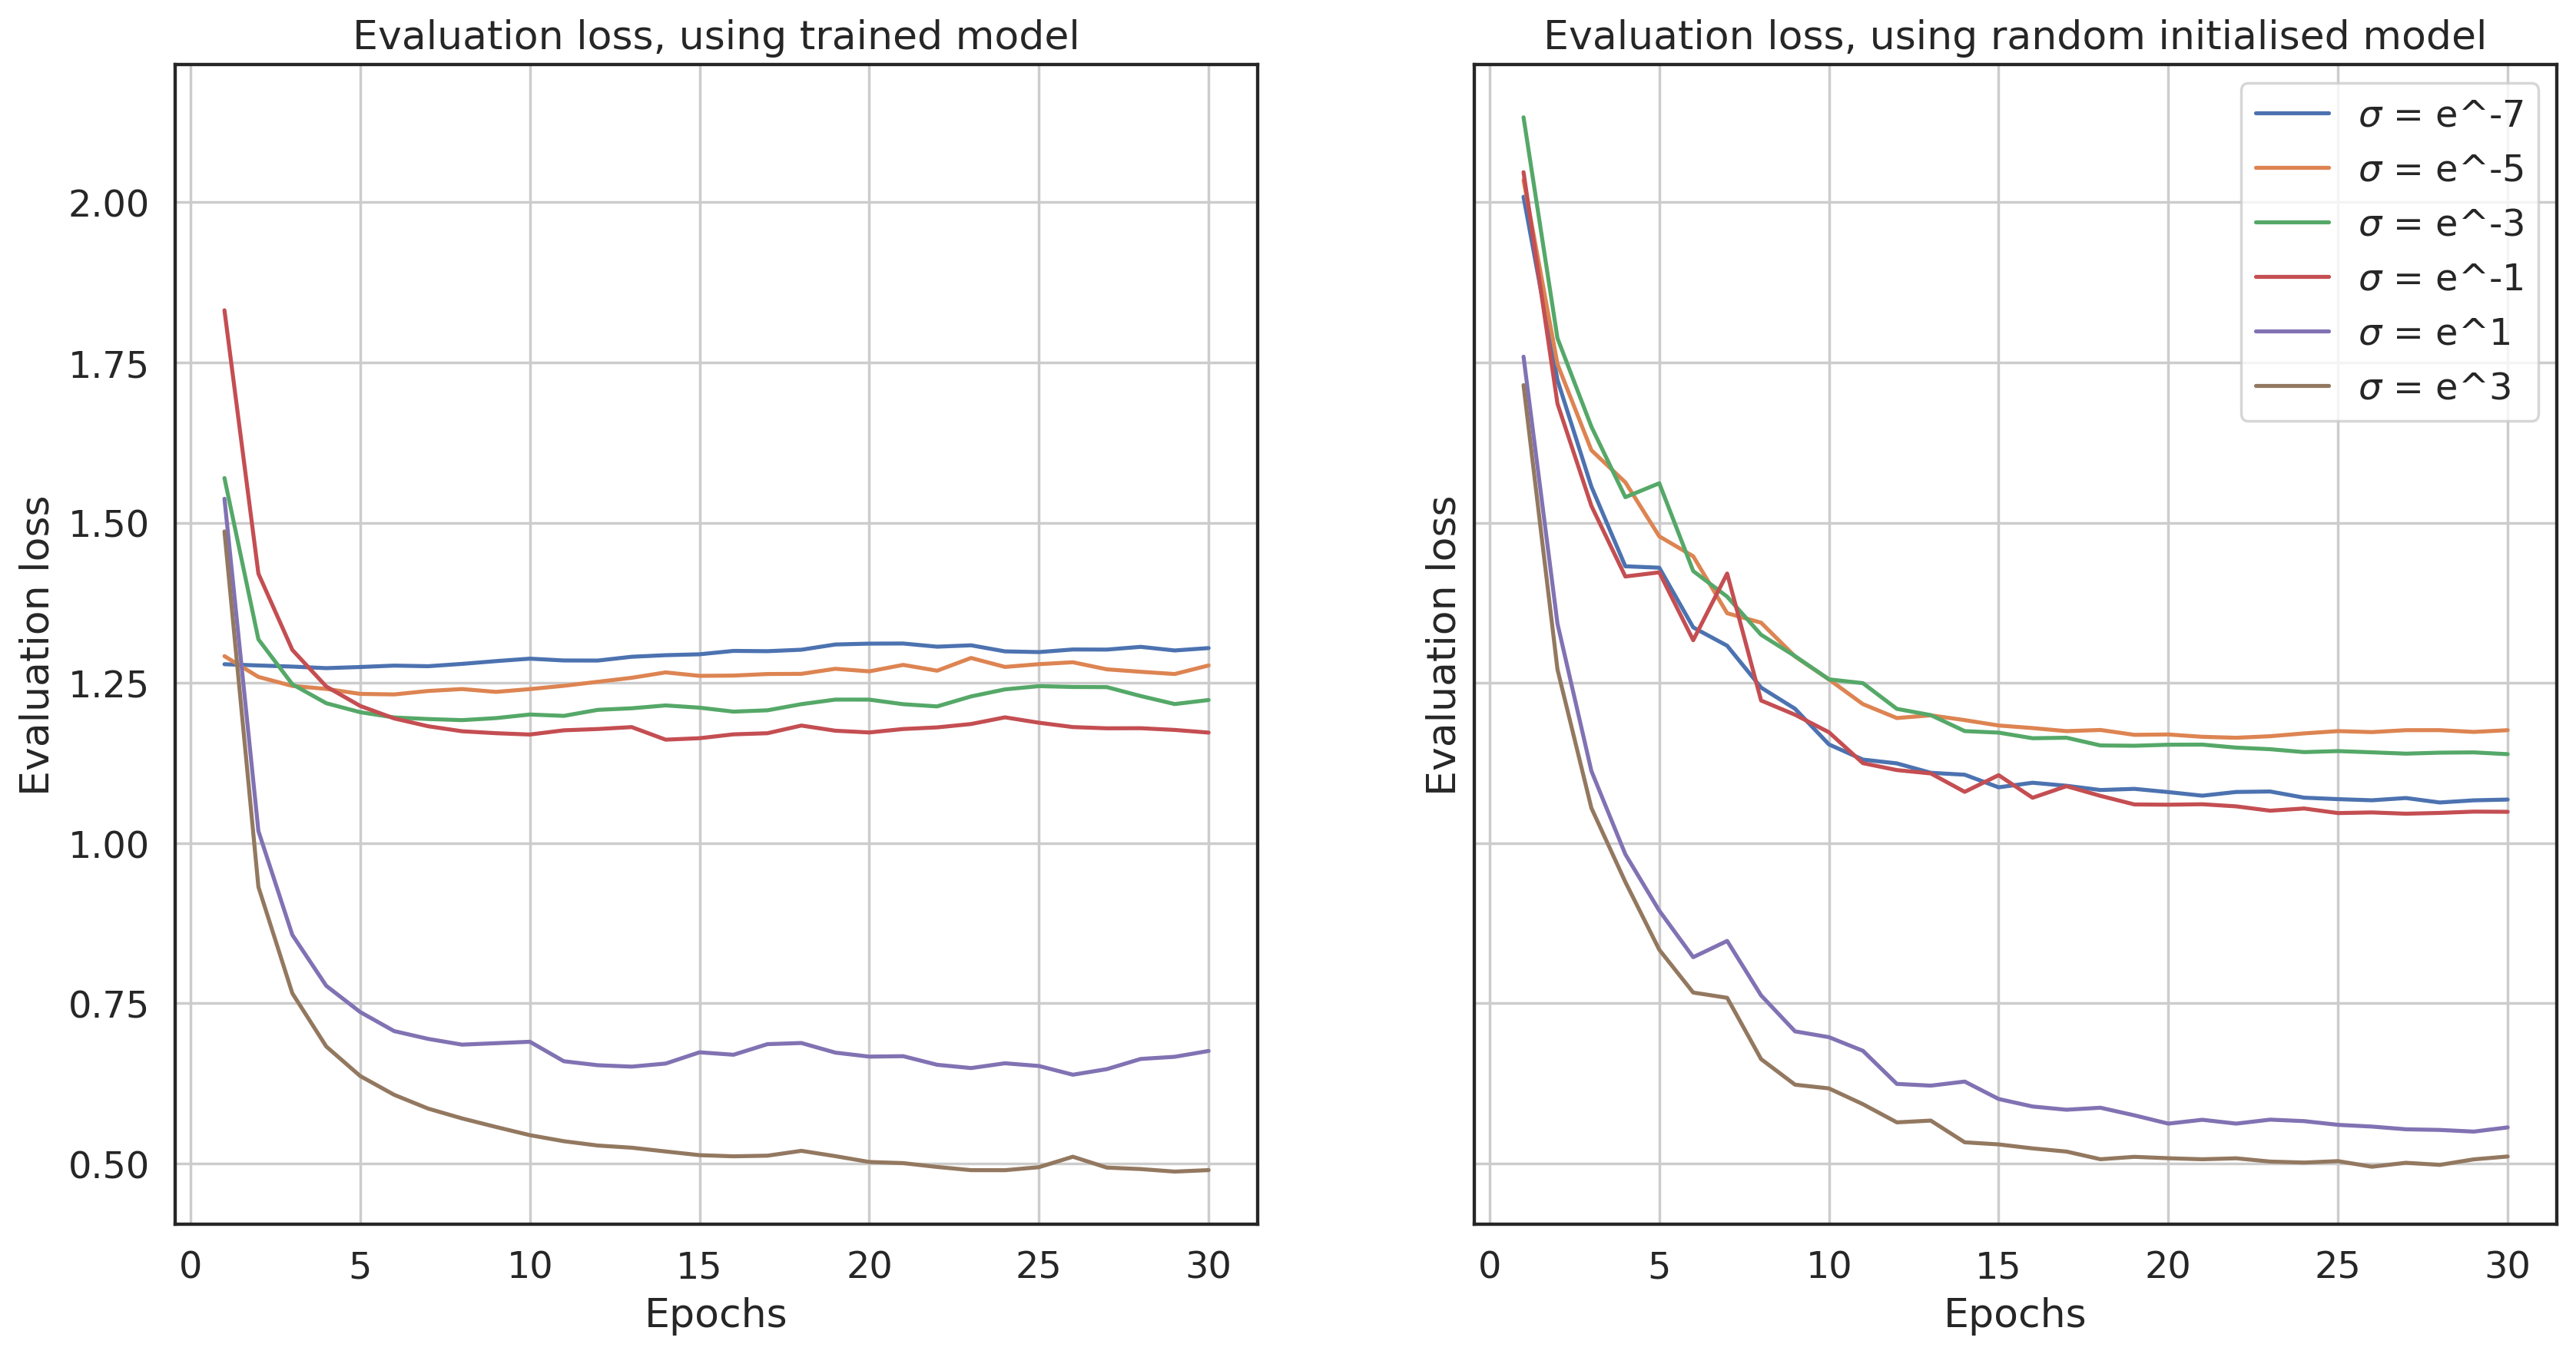 Evaluation loss, using trained model
Evaluation loss
2.00
1.75
1.50
1.25
1.00
0.75
0.50
0 5 10 15 20 25 30
Epochs
Evaluation loss, using random initialised model
Evaluation loss
σ = e^-7
σ = e^-5
σ = e^-3
σ = e^-1
σ = e^1
σ = e^3
0 5 10 15 20 25 30
Epochs